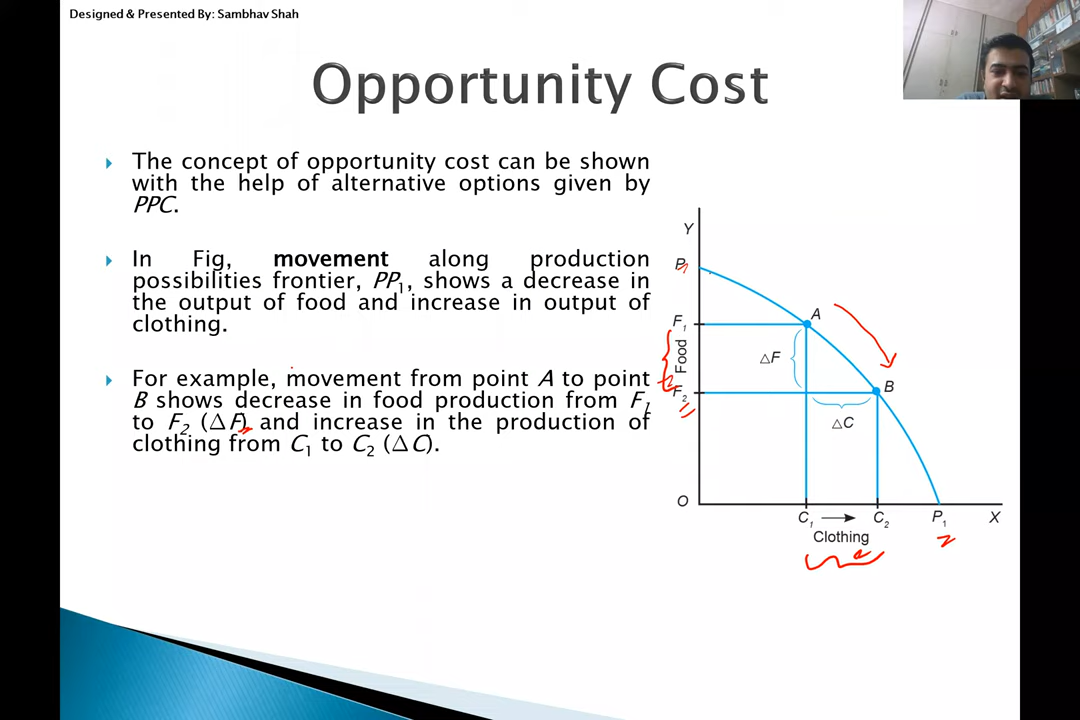 Designed & Presented By: Sambhav Shah
Opportunity Cost
The concept of opportunity cost can be shown
with the help of alternative options given by
PPC.
In Fig, movement along production
possibilities frontier, PP₁, shows a decrease in
the output of food and increase in output of
clothing.
For example, movement from point A to point
B shows decrease in food production from F₁
to F₂ (△F) and increase in the production of
clothing from C₁ to C₂ (△C).
Y
P
F₁
A
Food
△F
F₂
B
△C
O
C₁
C₂
P₁
X
Clothing